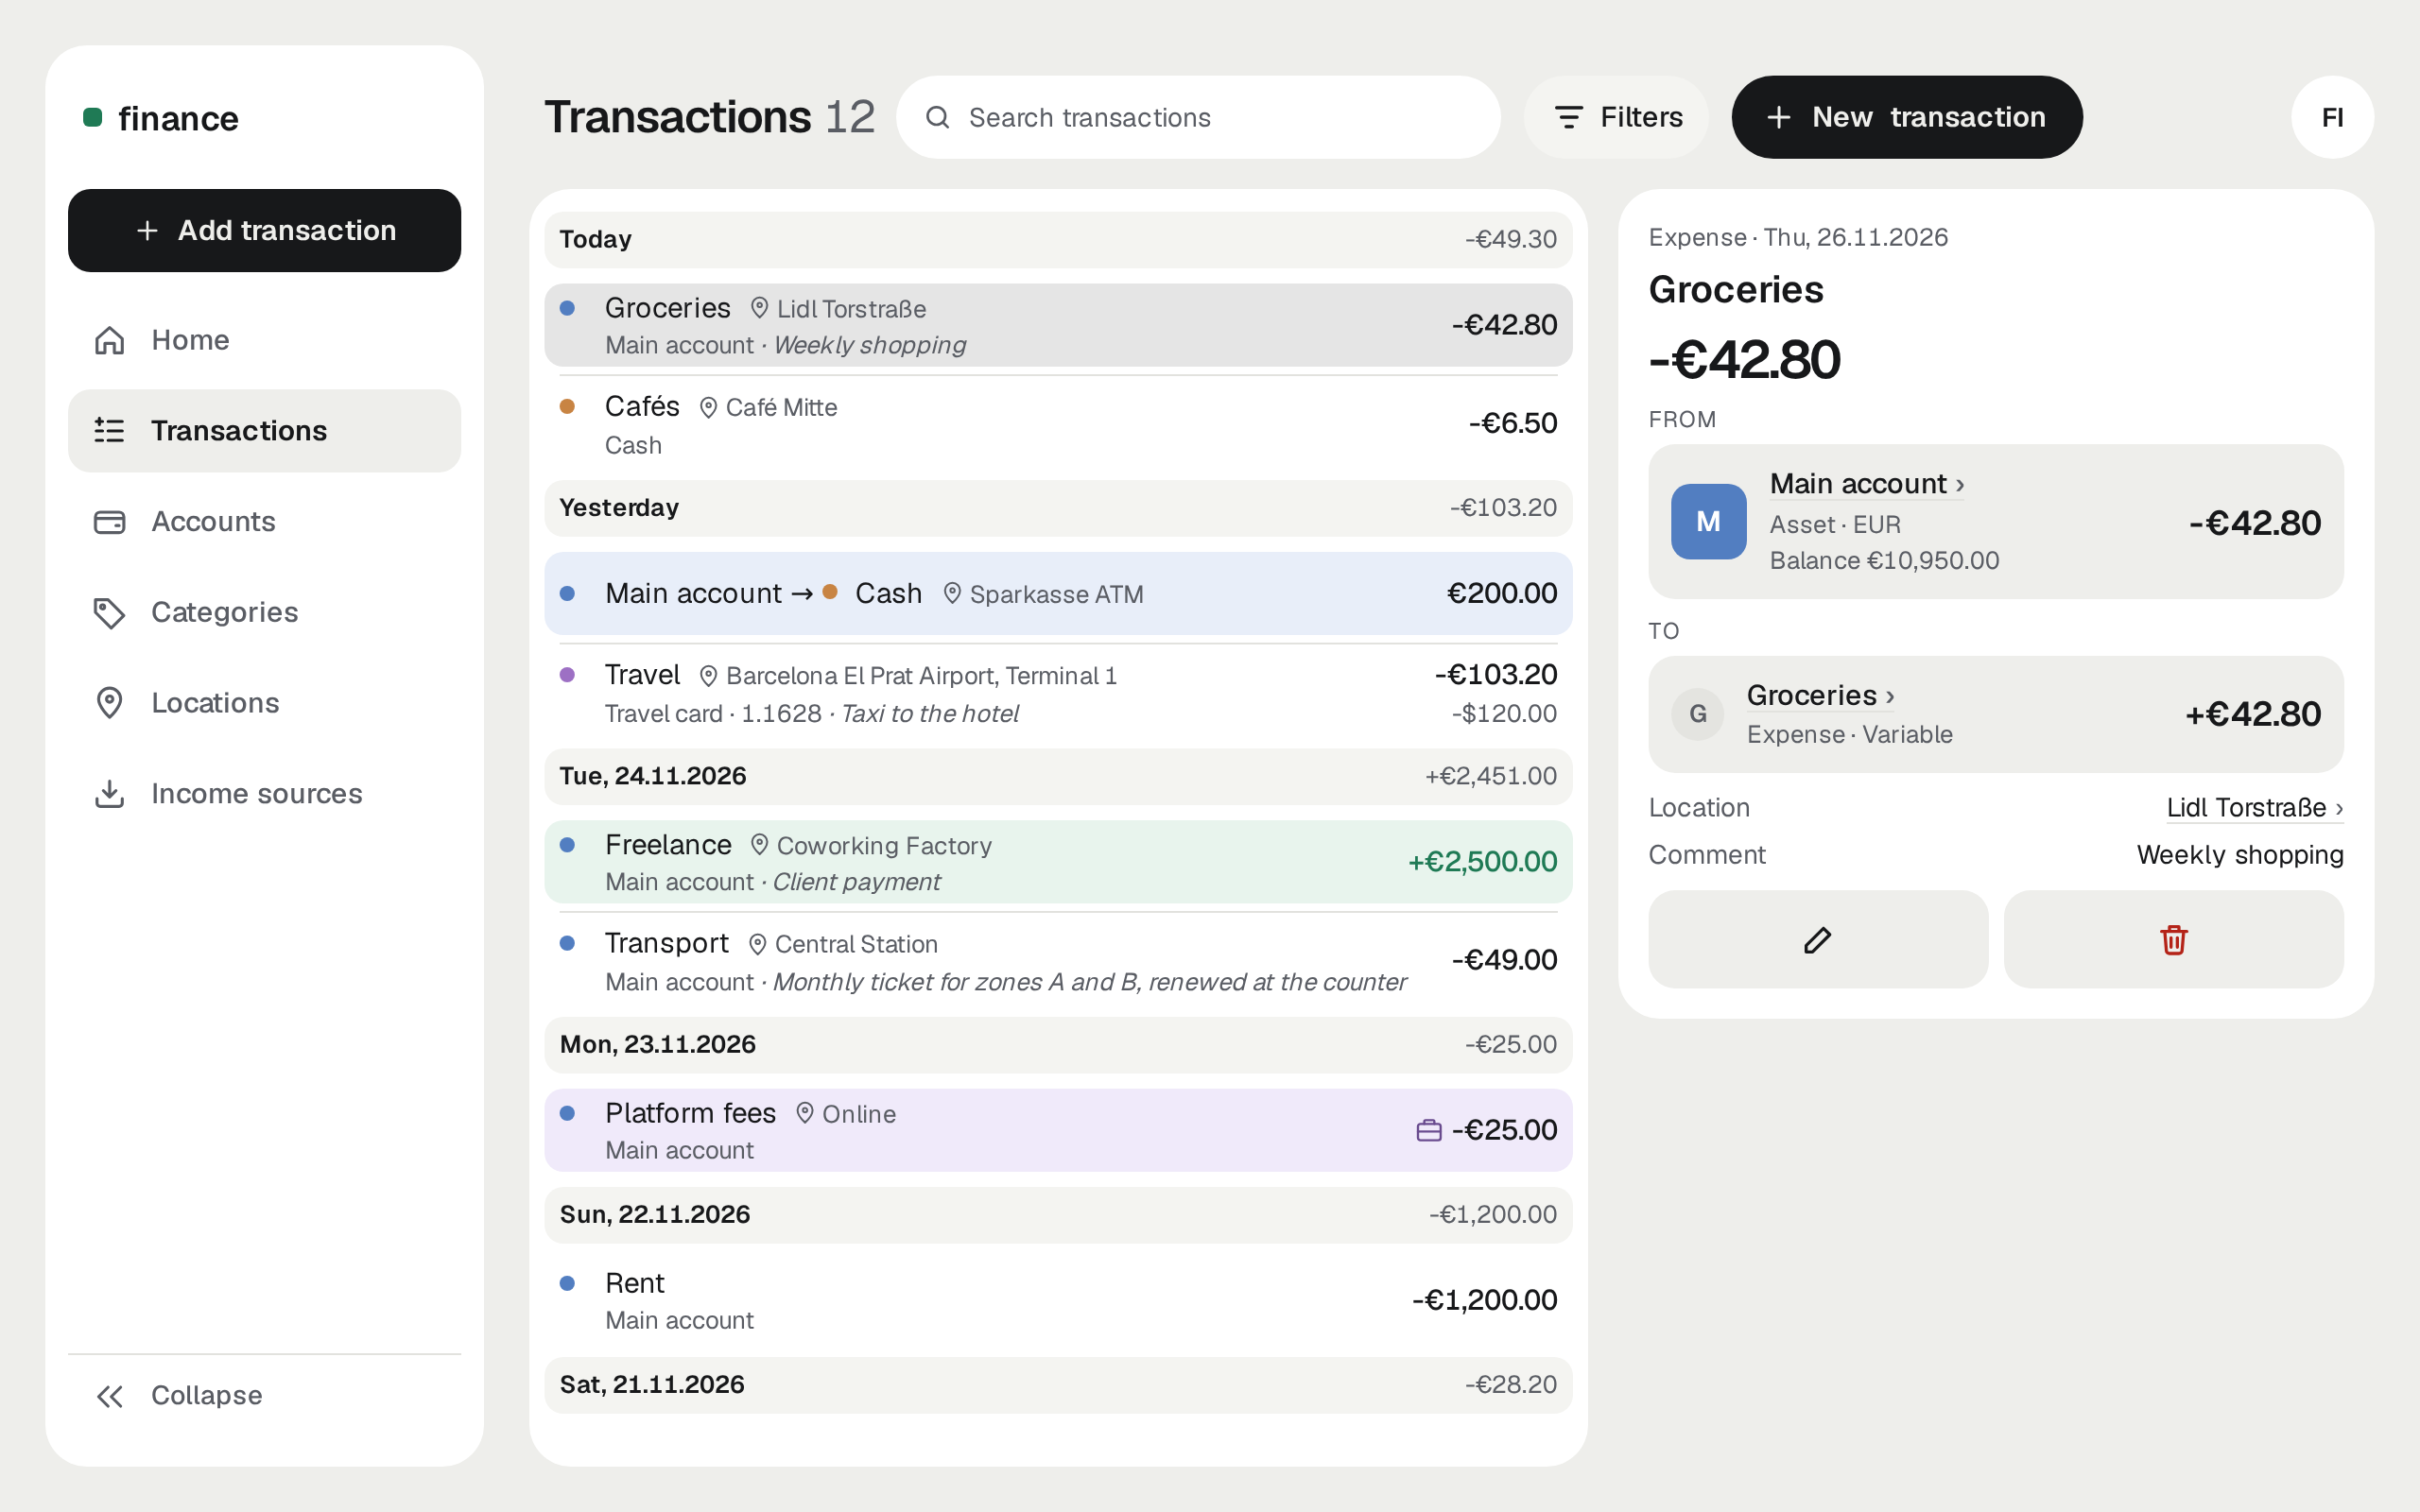 finance
Add transaction
Home
Transactions
Accounts
Categories
Locations
Income sources
Collapse
Transactions 12
Search transactions
Filters
New transaction
FI
Today -€49.30
Groceries Lidl Torstraße
Main account · Weekly shopping
-€42.80
Cafés Café Mitte
Cash
-€6.50
Yesterday -€103.20
Main account → Cash Sparkasse ATM €200.00
Travel Barcelona El Prat Airport, Terminal 1 -€103.20
Travel card · 1.1628 · Taxi to the hotel -$120.00
Tue, 24.11.2026 +€2,451.00
Freelance Coworking Factory
Main account · Client payment
+€2,500.00
Transport Central Station
Main account · Monthly ticket for zones A and B, renewed at the counter
-€49.00
Mon, 23.11.2026 -€25.00
Platform fees Online
Main account
-€25.00
Sun, 22.11.2026 -€1,200.00
Rent
Main account
-€1,200.00
Sat, 21.11.2026 -€28.20
Expense · Thu, 26.11.2026
Groceries
-€42.80
FROM
M
Main account ›
Asset · EUR
Balance €10,950.00
-€42.80
TO
G
Groceries ›
Expense · Variable
+€42.80
Location Lidl Torstraße ›
Comment Weekly shopping